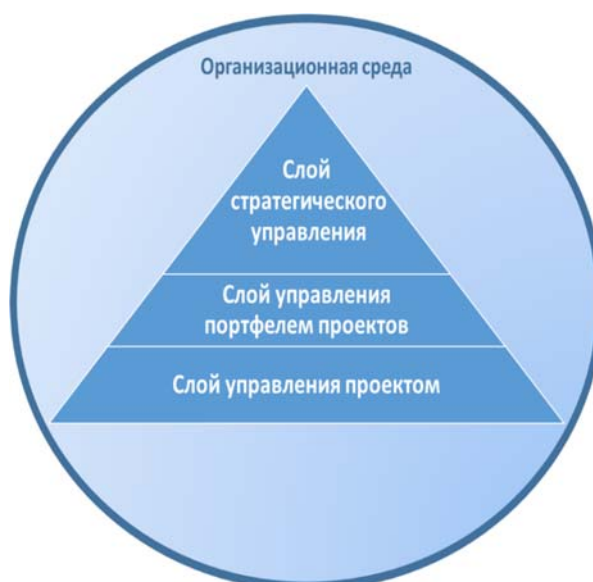 Организационная среда
Слой
стратегического
управления
Слой управления
портфелем проектов
Слой управления проектом